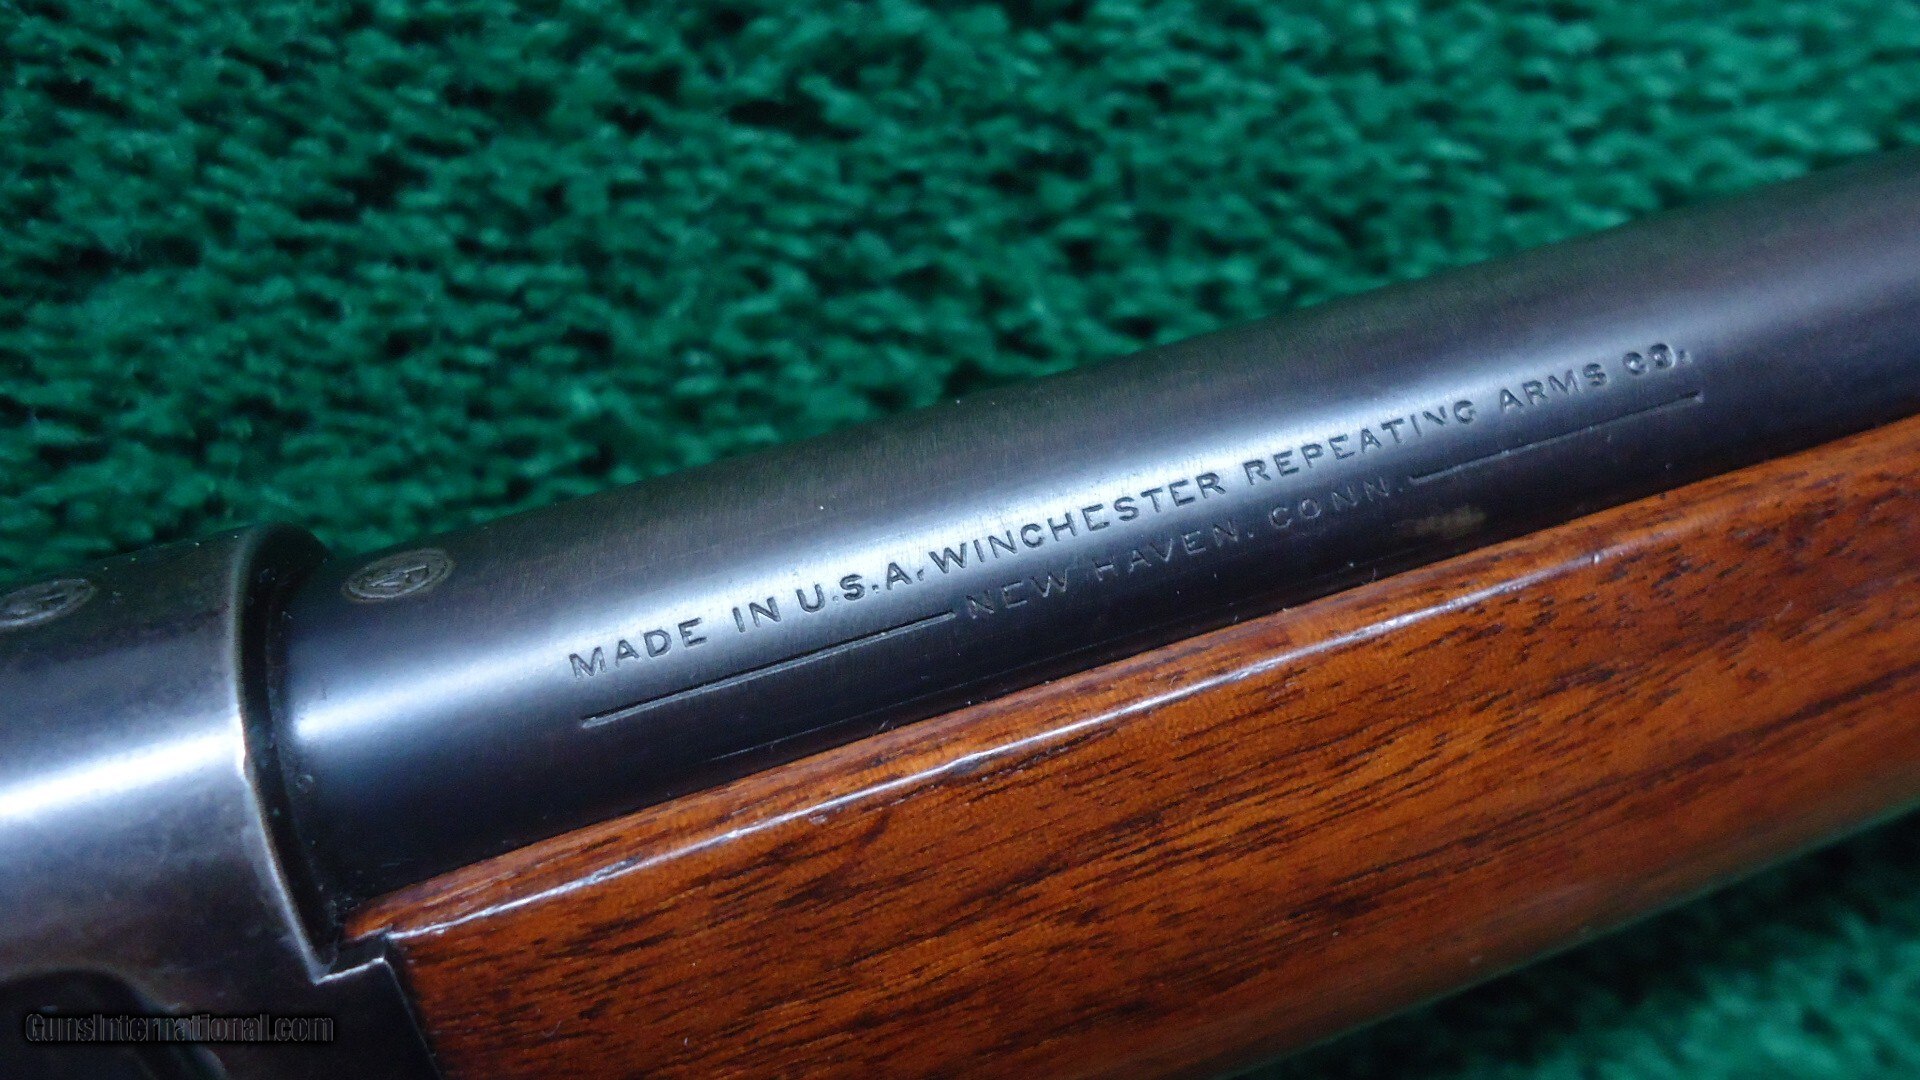 MADE IN U.S.A. WINCHESTER REPEATING ARMS CO.
NEW HAVEN. CONN.
GunsInternational.com